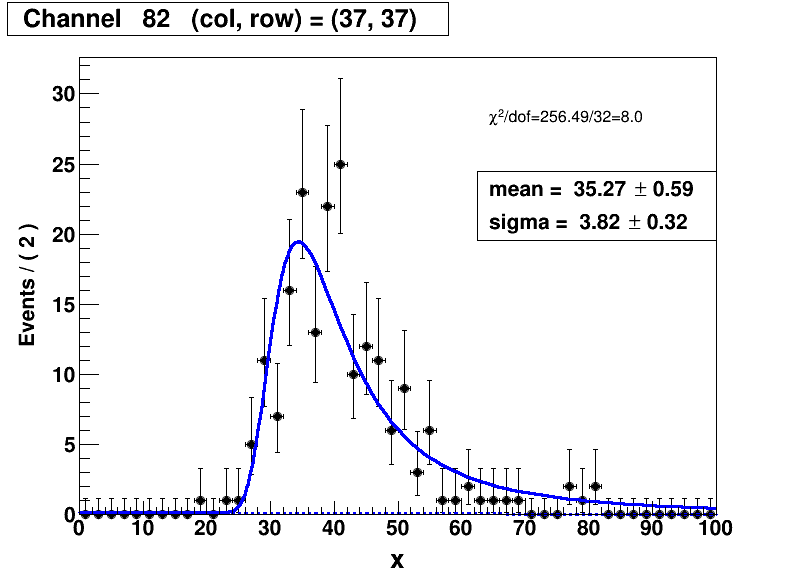 Channel 82 (col, row) = (37, 37)
χ²/dof=256.49/32=8.0
mean = 35.27 ± 0.59
sigma = 3.82 ± 0.32
Events / ( 2 )
30
25
20
15
10
5
0
0 10 20 30 40 50 60 70 80 90 100
x